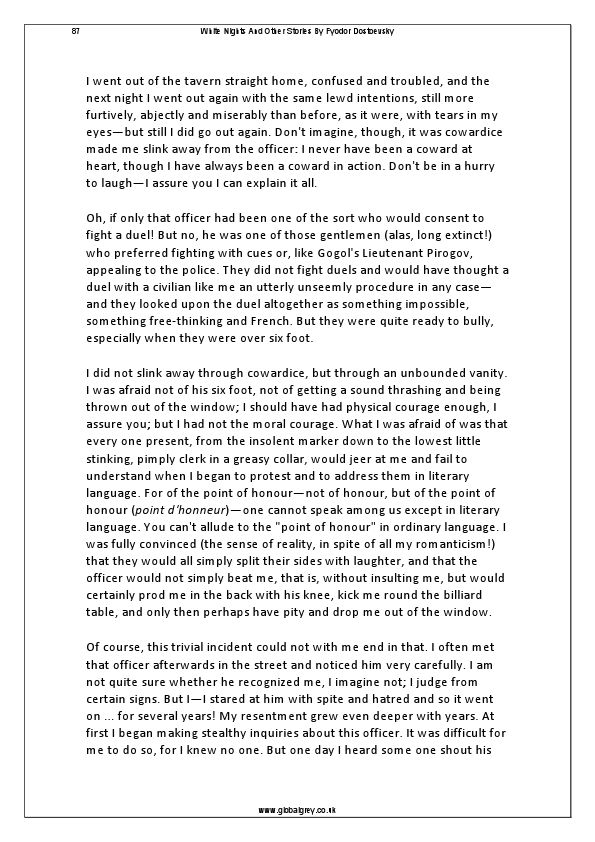 87
White Nights And Other Stories By Fyodor Dostoevsky
I went out of the tavern straight home, confused and troubled, and the
next night I went out again with the same lewd intentions, still more
furtively, abjectly and miserably than before, as it were, with tears in my
eyes—but still I did go out again. Don't imagine, though, it was cowardice
made me slink away from the officer: I never have been a coward at
heart, though I have always been a coward in action. Don't be in a hurry
to laugh—I assure you I can explain it all.
Oh, if only that officer had been one of the sort who would consent to
fight a duel! But no, he was one of those gentlemen (alas, long extinct!)
who preferred fighting with cues or, like Gogol's Lieutenant Pirogov,
appealing to the police. They did not fight duels and would have thought a
duel with a civilian like me an utterly unseemly procedure in any case—
and they looked upon the duel altogether as something impossible,
something free-thinking and French. But they were quite ready to bully,
especially when they were over six foot.
I did not slink away through cowardice, but through an unbounded vanity.
I was afraid not of his six foot, not of getting a sound thrashing and being
thrown out of the window; I should have had physical courage enough, I
assure you; but I had not the moral courage. What I was afraid of was that
every one present, from the insolent marker down to the lowest little
stinking, pimply clerk in a greasy collar, would jeer at me and fail to
understand when I began to protest and to address them in literary
language. For of the point of honour—not of honour, but of the point of
honour (point d'honneur)—one cannot speak among us except in literary
language. You can't allude to the "point of honour" in ordinary language. I
was fully convinced (the sense of reality, in spite of all my romanticism!)
that they would all simply split their sides with laughter, and that the
officer would not simply beat me, that is, without insulting me, but would
certainly prod me in the back with his knee, kick me round the billiard
table, and only then perhaps have pity and drop me out of the window.
Of course, this trivial incident could not with me end in that. I often met
that officer afterwards in the street and noticed him very carefully. I am
not quite sure whether he recognized me, I imagine not; I judge from
certain signs. But I—I stared at him with spite and hatred and so it went
on ... for several years! My resentment grew even deeper with years. At
first I began making stealthy inquiries about this officer. It was difficult for
me to do so, for I knew no one. But one day I heard some one shout his
www.globalgrey.co.uk